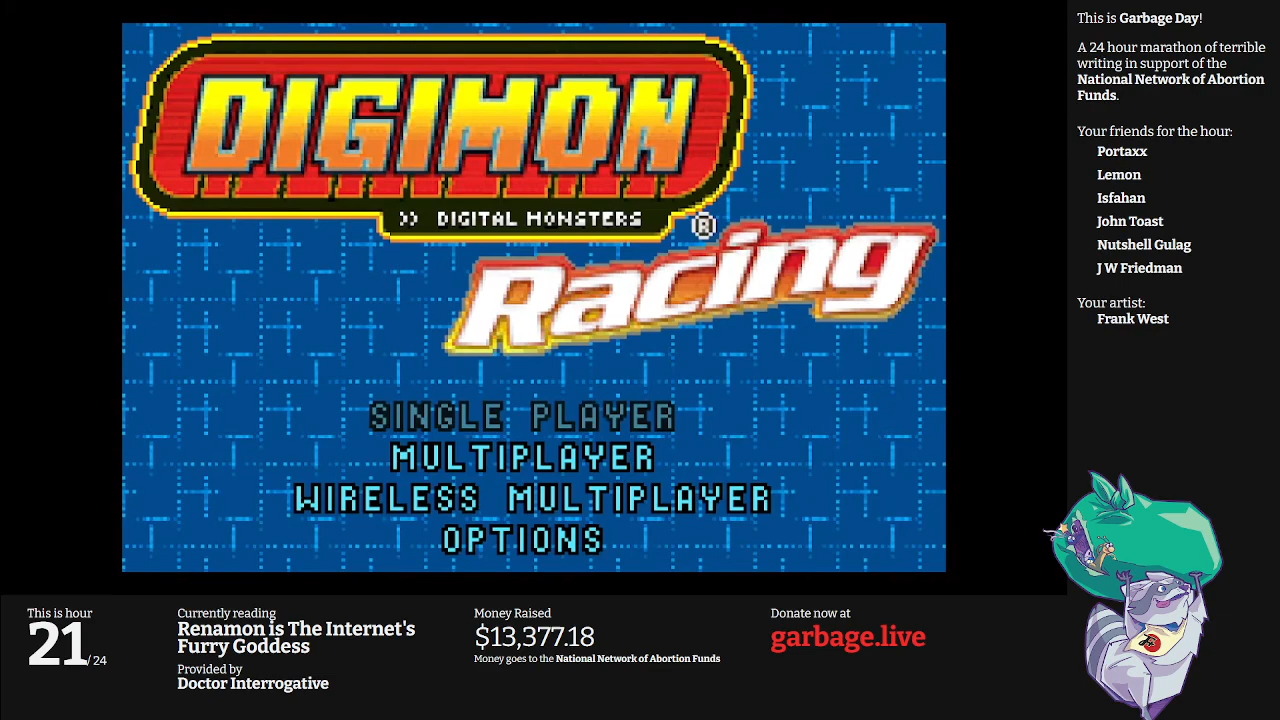 DIGIMON
>> DIGITAL MONSTERS
®
Racing
SINGLE PLAYER
MULTIPLAYER
WIRELESS MULTIPLAYER
OPTIONS
This is Garbage Day!
A 24 hour marathon of terrible
writing in support of the
National Network of Abortion
Funds.
Your friends for the hour:
Portaxx
Lemon
Isfahan
John Toast
Nutshell Gulag
J W Friedman
Your artist:
Frank West
This is hour
21/24
Currently reading
Renamon is The Internet's
Furry Goddess
Provided by
Doctor Interrogative
Money Raised
$13,377.18
Money goes to the National Network of Abortion Funds
Donate now at
garbage.live